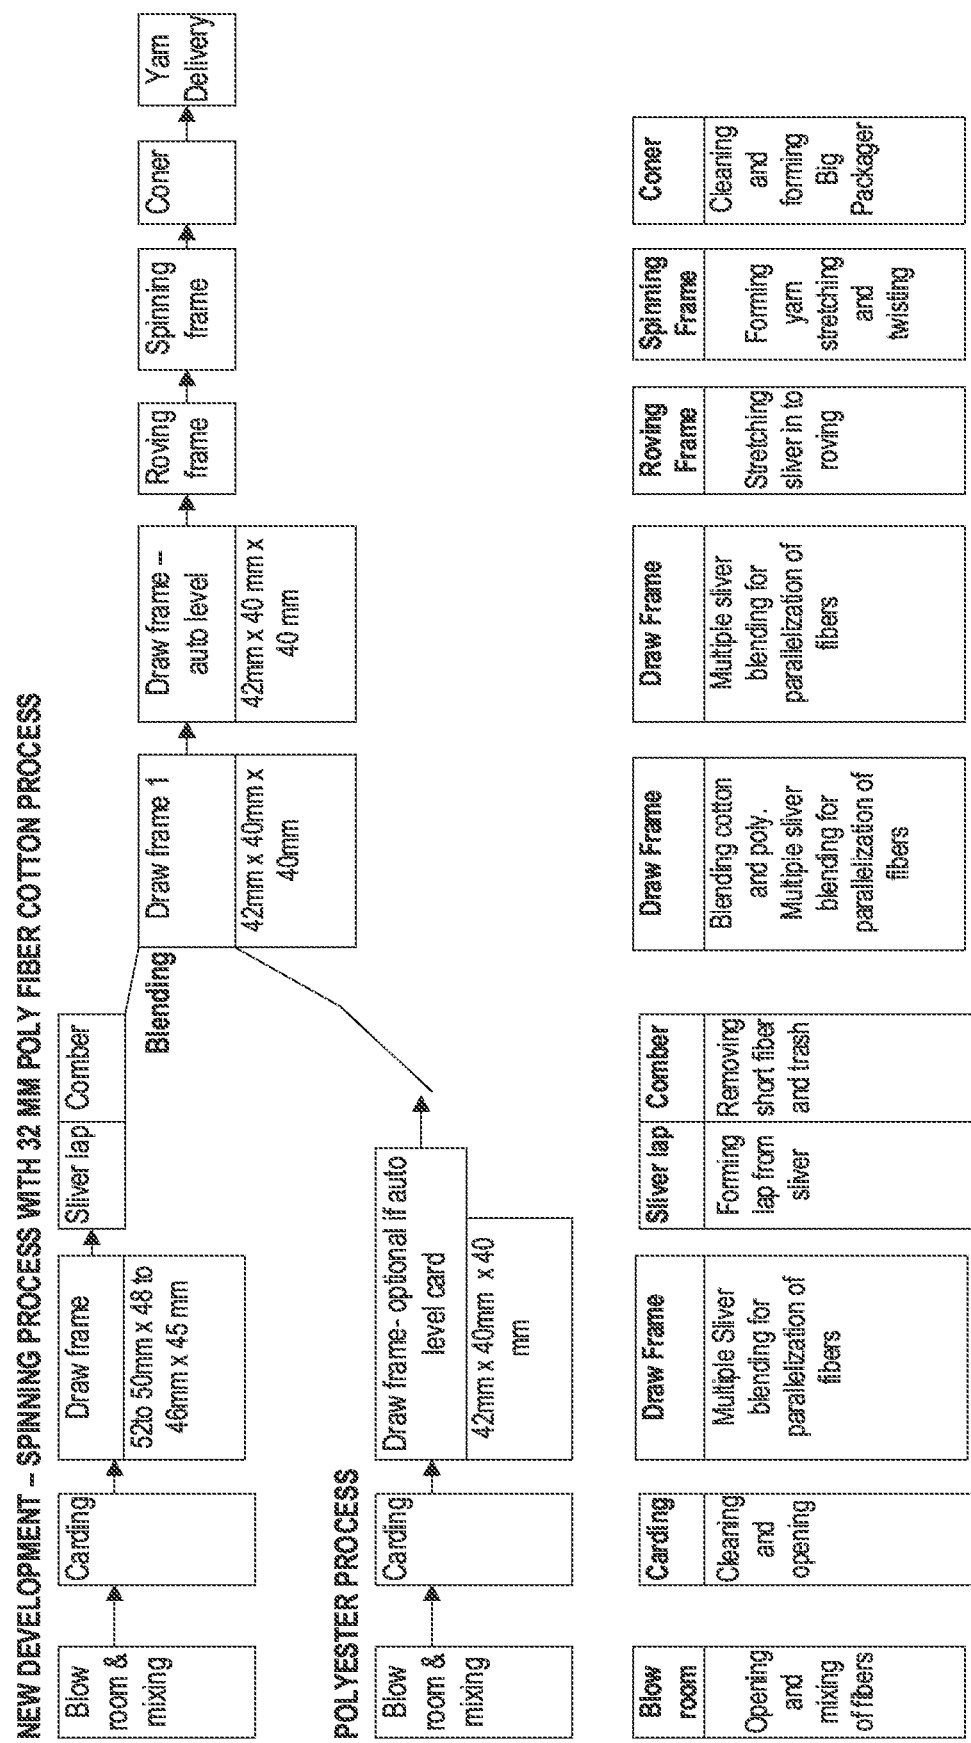 NEW DEVELOPMENT – SPINNING PROCESS WITH 32 MM POLY FIBER COTTON PROCESS
Blow
room &
mixing
Carding
Draw frame
52to 50mm x 48 to
46mm x 45 mm
Sliver lap
Comber
Blending
Draw frame 1
42mm x 40mm x
40mm
Draw frame –
auto level
42mm x 40 mm x
40 mm
Roving
frame
Spinning
frame
Coner
Yarn
Delivery
POLYESTER PROCESS
Blow
room &
mixing
Carding
Draw frame- optional if auto
level card
42mm x 40mm x 40
mm
Blow
room
Opening
and
mixing
of fibers
Carding
Cleaning
and
opening
Draw Frame
Multiple Sliver
blending for
parallelization of
fibers
Sliver lap
Forming
lap from
sliver
Comber
Removing
short fiber
and trash
Draw Frame
Blending cotton
and poly.
Multiple sliver
blending for
parallelization of
fibers
Draw Frame
Multiple sliver
blending for
parallelization of
fibers
Roving
Frame
Stretching
sliver in to
roving
Spinning
Frame
Forming
yarn
stretching
and
twisting
Coner
Cleaning
and
forming
Big
Packager